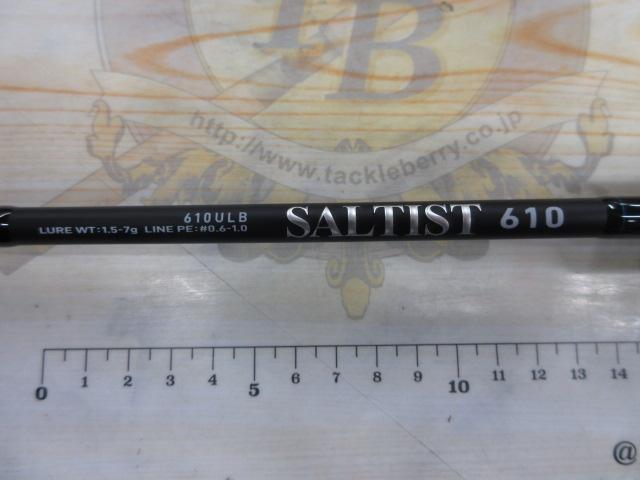 TB
http://www.tackleberry.co.jp
610ULB
LURE WT:1.5-7g LINE PE:#0.6-1.0
SALTIST 610
0 1 2 3 4 5 6 7 8 9 10 11 12 13 14
@